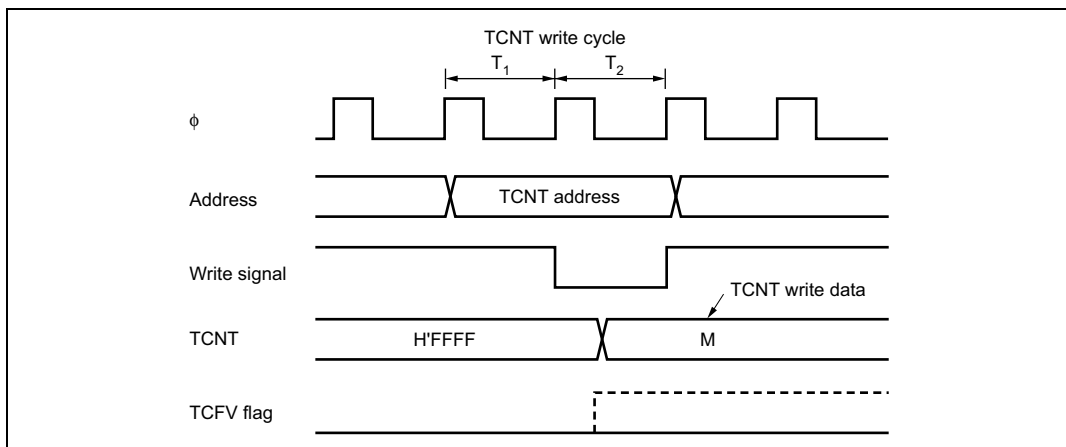 TCNT write cycle
T1 T2
ϕ
Address TCNT address
Write signal
TCNT write data
TCNT H'FFFF M
TCFV flag